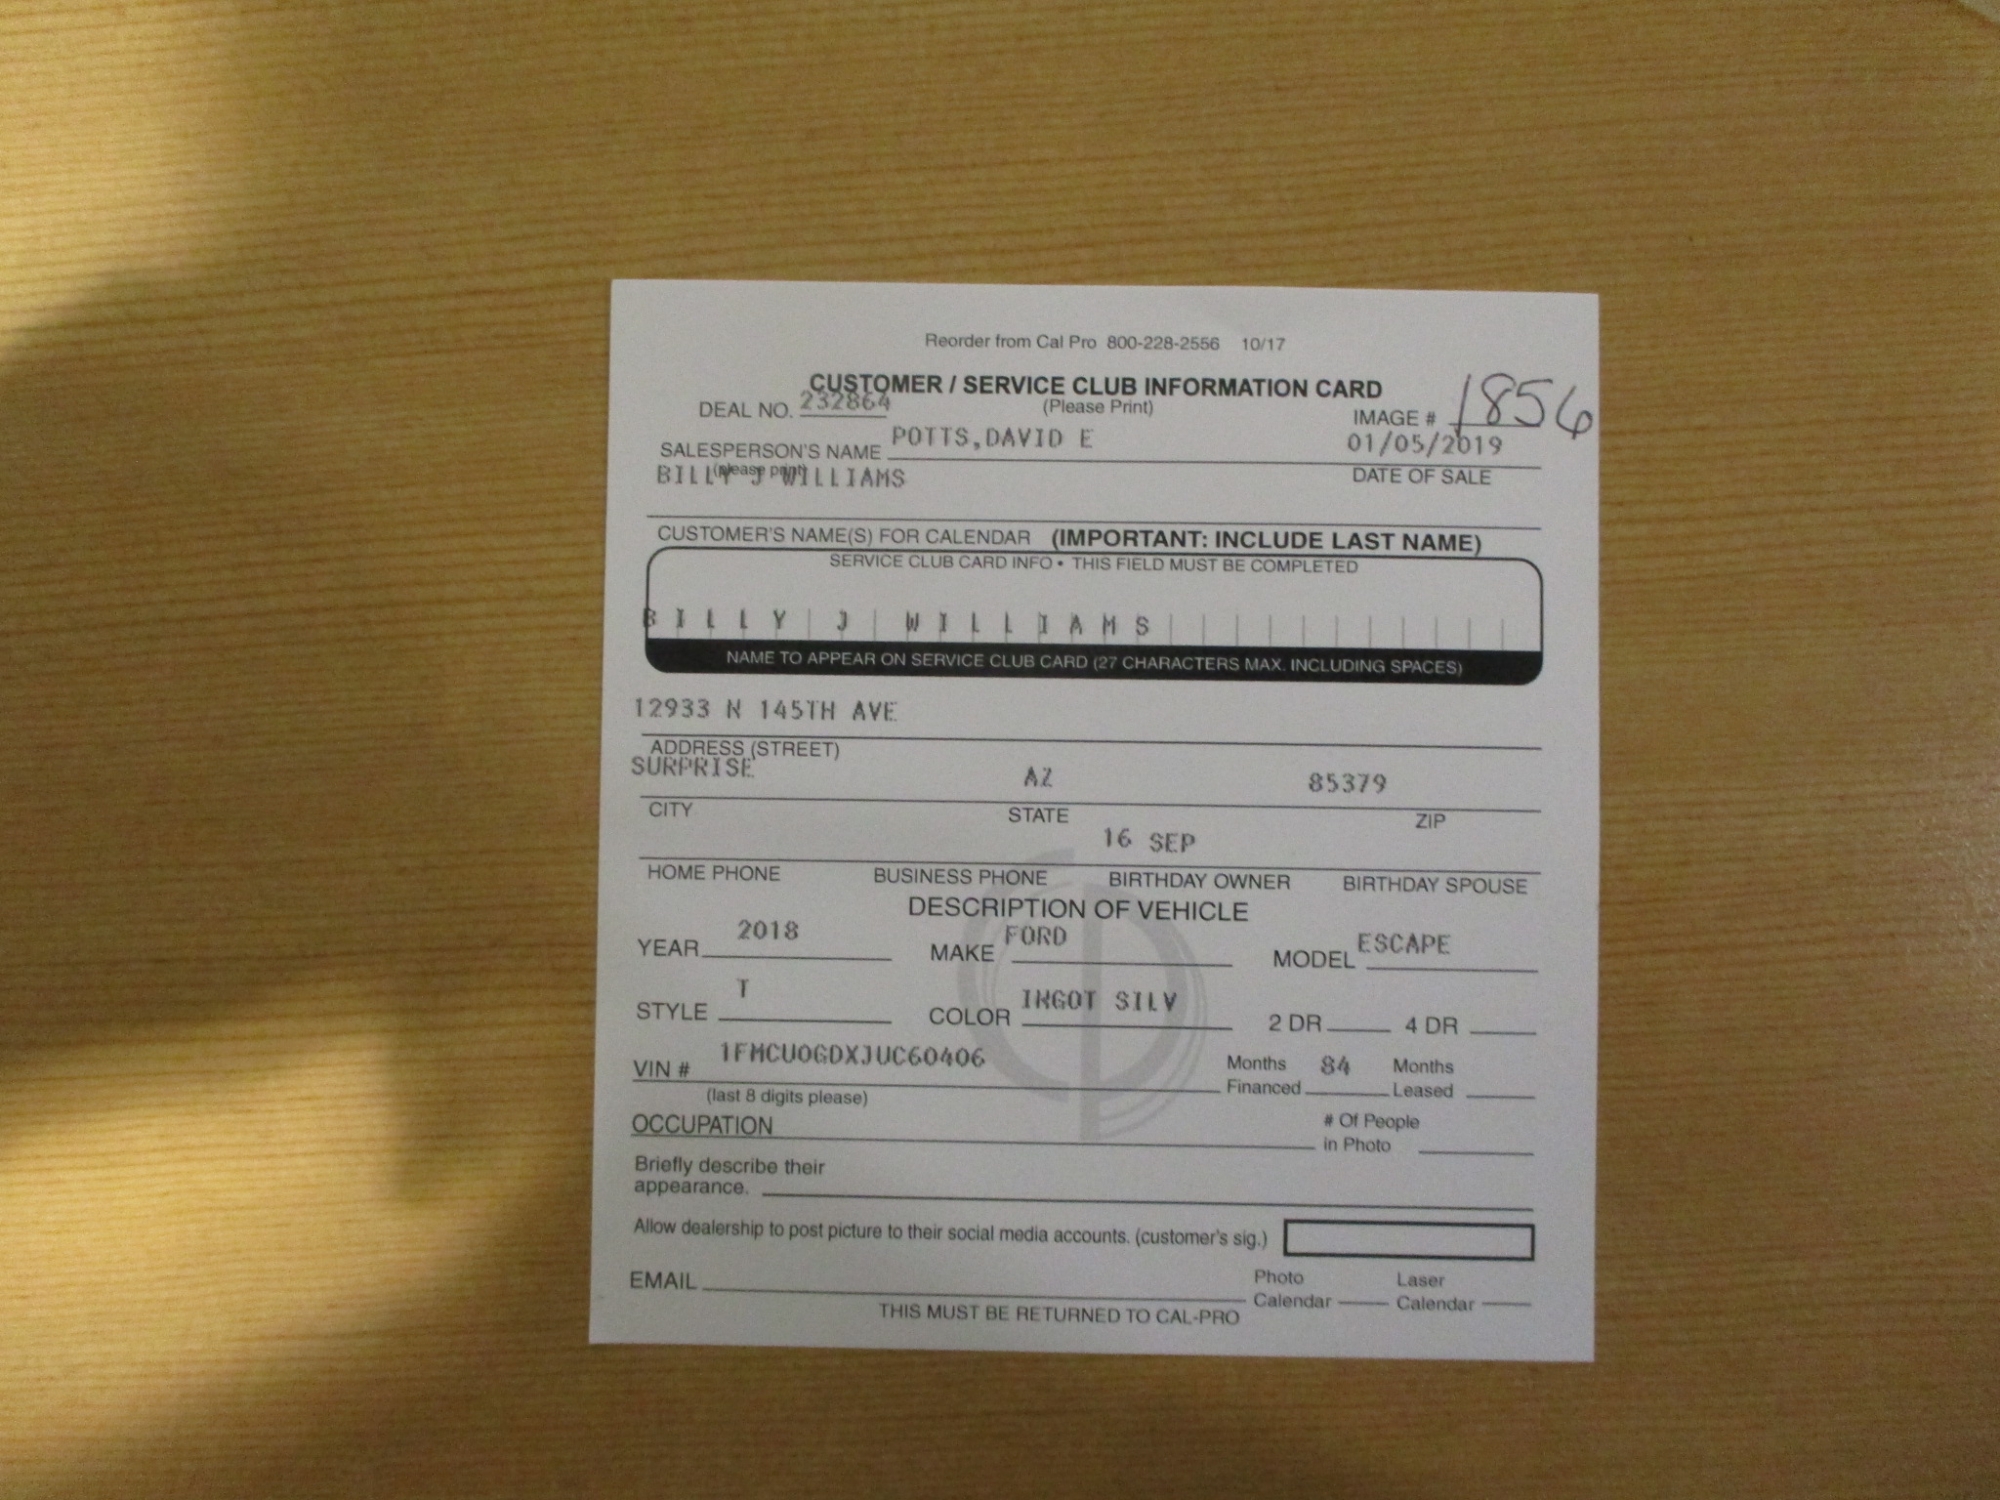 Reorder from Cal Pro 800-228-2556 10/17
CUSTOMER / SERVICE CLUB INFORMATION CARD
DEAL NO. 232864 (Please Print) IMAGE # 1856
SALESPERSON'S NAME POTTS,DAVID E 01/05/2019
(please print) DATE OF SALE
BILLY J WILLIAMS
CUSTOMER'S NAME(S) FOR CALENDAR (IMPORTANT: INCLUDE LAST NAME)
SERVICE CLUB CARD INFO • THIS FIELD MUST BE COMPLETED
BILLY J WILLIAMS
NAME TO APPEAR ON SERVICE CLUB CARD (27 CHARACTERS MAX. INCLUDING SPACES)
12933 N 145TH AVE
ADDRESS (STREET)
SURPRISE AZ 85379
CITY STATE ZIP
16 SEP
HOME PHONE BUSINESS PHONE BIRTHDAY OWNER BIRTHDAY SPOUSE
DESCRIPTION OF VEHICLE
YEAR 2018 MAKE FORD MODEL ESCAPE
STYLE T COLOR INGOT SILV 2 DR 4 DR
VIN # 1FMCU0GDXJUC60406 Months Financed 84 Months Leased
(last 8 digits please)
OCCUPATION # Of People in Photo
Briefly describe their
appearance.
Allow dealership to post picture to their social media accounts. (customer's sig.)
EMAIL Photo Calendar Laser Calendar
THIS MUST BE RETURNED TO CAL-PRO